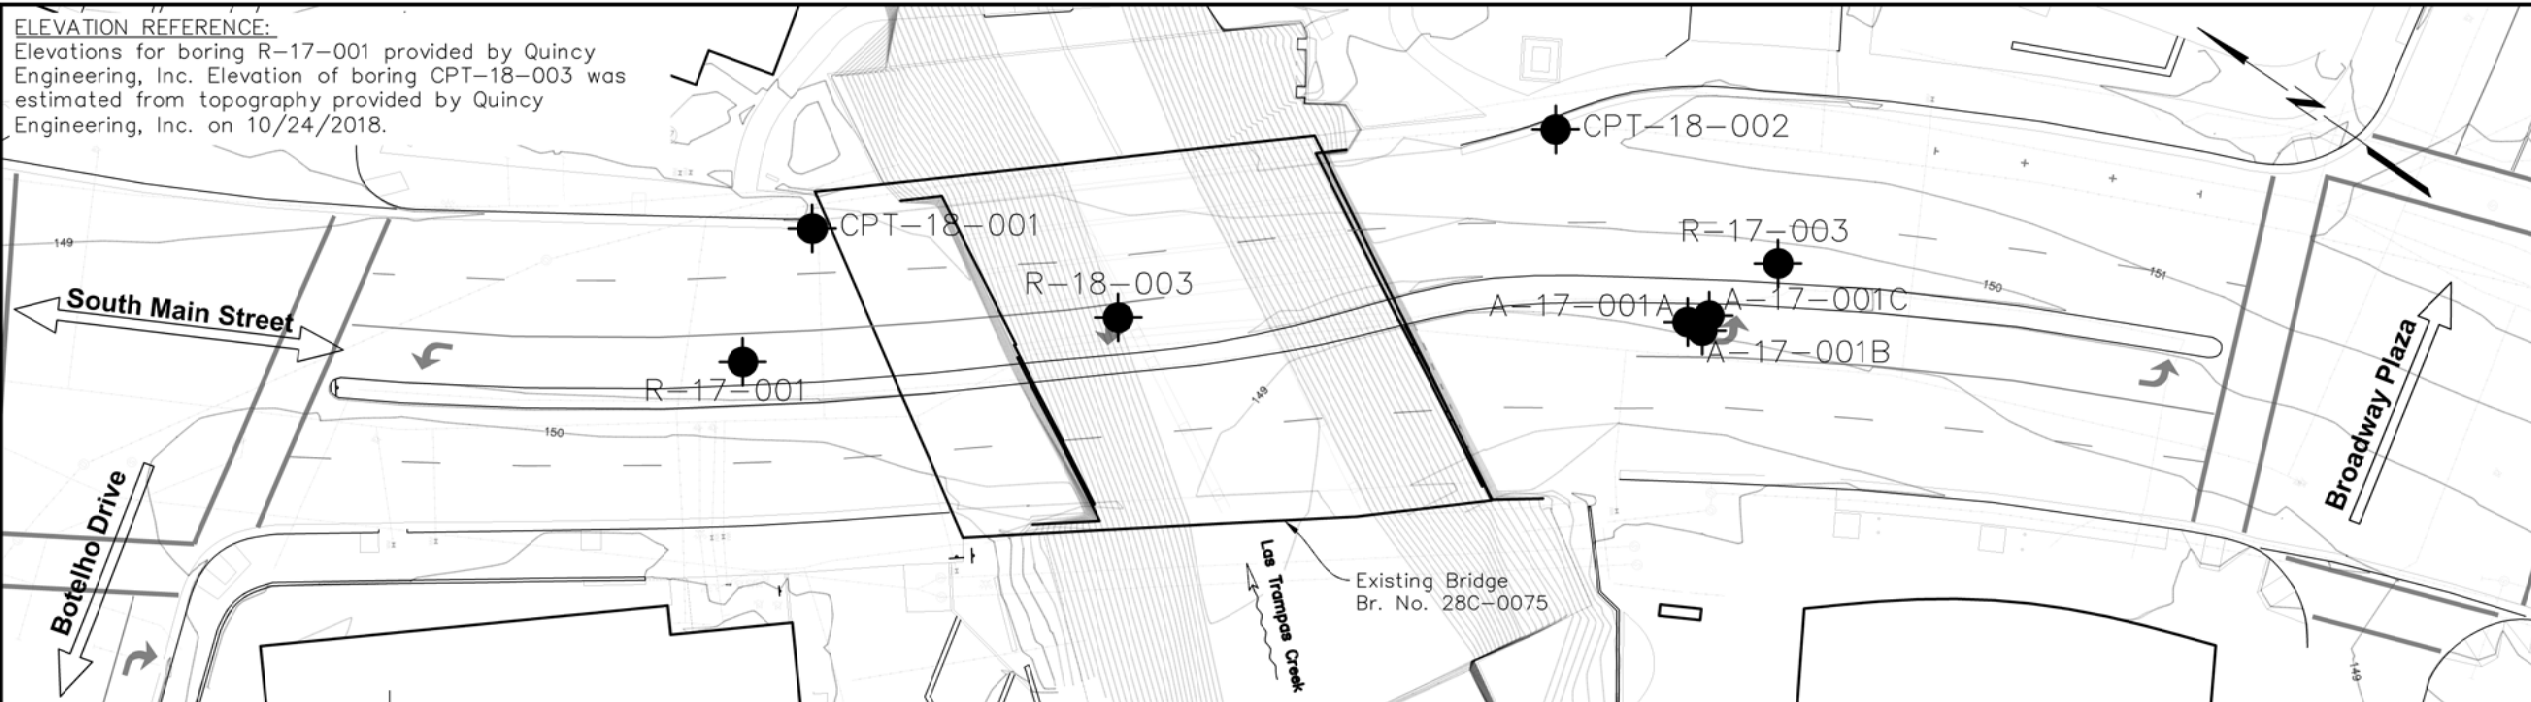 ELEVATION REFERENCE:
Elevations for boring R-17-001 provided by Quincy
Engineering, Inc. Elevation of boring CPT-18-003 was
estimated from topography provided by Quincy
Engineering, Inc. on 10/24/2018.
CPT-18-002
CPT-18-001
R-17-003
149
R-18-003
151
150
South Main Street
A-17-001A
A-17-001C
A-17-001B
R-17-001
149
150
Broadway Plaza
Botelho Drive
Las Trampas Creek
Existing Bridge
Br. No. 28C-0075
149